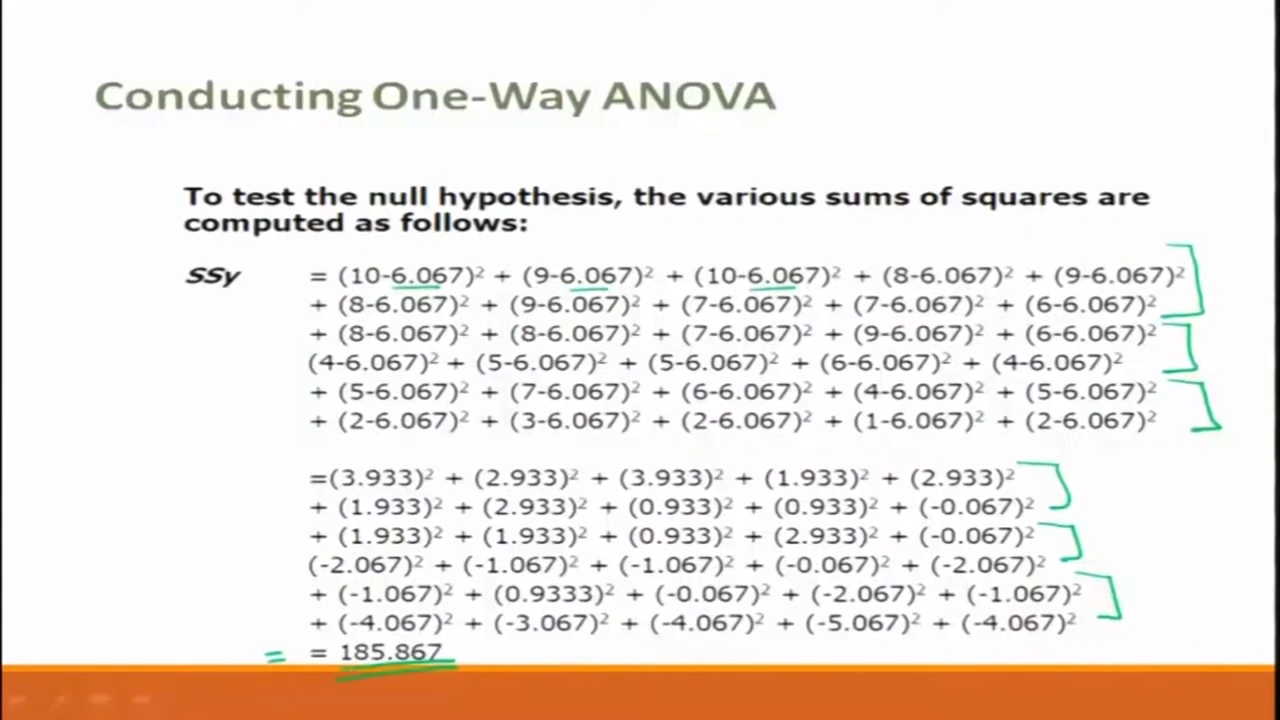 Conducting One-Way ANOVA
To test the null hypothesis, the various sums of squares are
computed as follows:
SSy = (10-6.067)² + (9-6.067)² + (10-6.067)² + (8-6.067)² + (9-6.067)²
+ (8-6.067)² + (9-6.067)² + (7-6.067)² + (7-6.067)² + (6-6.067)²
+ (8-6.067)² + (8-6.067)² + (7-6.067)² + (9-6.067)² + (6-6.067)²
(4-6.067)² + (5-6.067)² + (5-6.067)² + (6-6.067)² + (4-6.067)²
+ (5-6.067)² + (7-6.067)² + (6-6.067)² + (4-6.067)² + (5-6.067)²
+ (2-6.067)² + (3-6.067)² + (2-6.067)² + (1-6.067)² + (2-6.067)²
=(3.933)² + (2.933)² + (3.933)² + (1.933)² + (2.933)²
+ (1.933)² + (2.933)² + (0.933)² + (0.933)² + (-0.067)²
+ (1.933)² + (1.933)² + (0.933)² + (2.933)² + (-0.067)²
(-2.067)² + (-1.067)² + (-1.067)² + (-0.067)² + (-2.067)²
+ (-1.067)² + (0.9333)² + (-0.067)² + (-2.067)² + (-1.067)²
+ (-4.067)² + (-3.067)² + (-4.067)² + (-5.067)² + (-4.067)²
= = 185.867